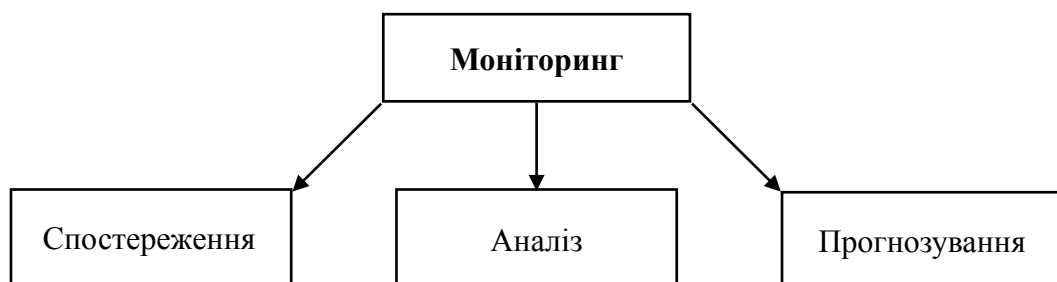 Моніторинг
Спостереження
Аналіз
Прогнозування